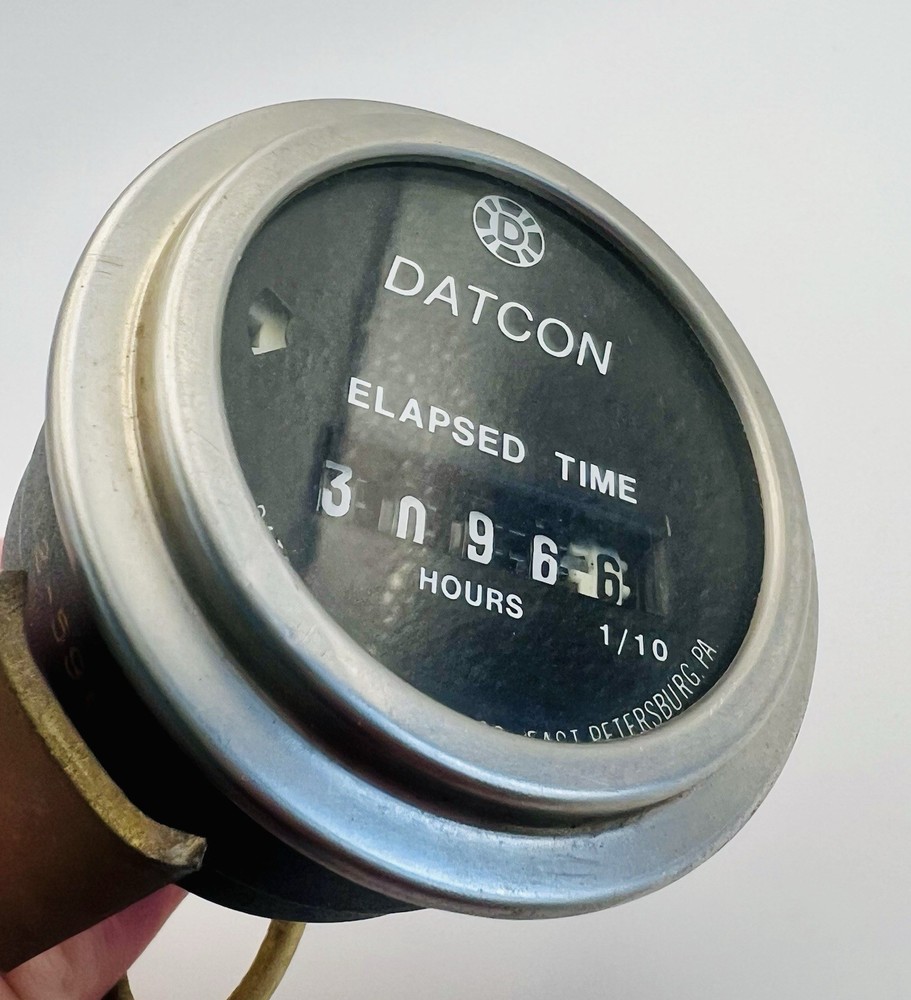 D
DATCON
ELAPSED TIME
3 0 9 6 6
HOURS
1/10
EAST PETERSBURG, PA.